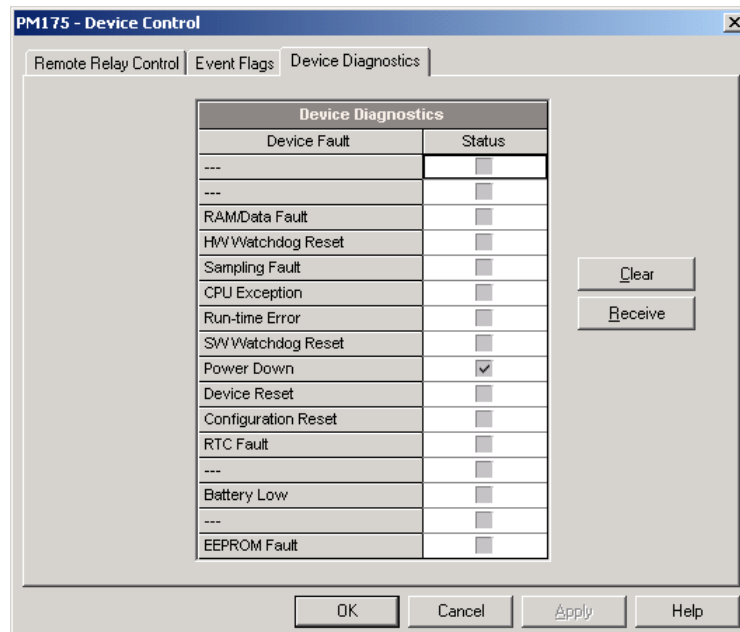 PM175 - Device Control
Remote Relay Control Event Flags Device Diagnostics
Device Diagnostics
Device Fault Status
---
---
RAM/Data Fault
HW Watchdog Reset
Sampling Fault
CPU Exception
Run-time Error
SW Watchdog Reset
Power Down
Device Reset
Configuration Reset
RTC Fault
---
Battery Low
---
EEPROM Fault
Clear
Receive
OK Cancel Apply Help